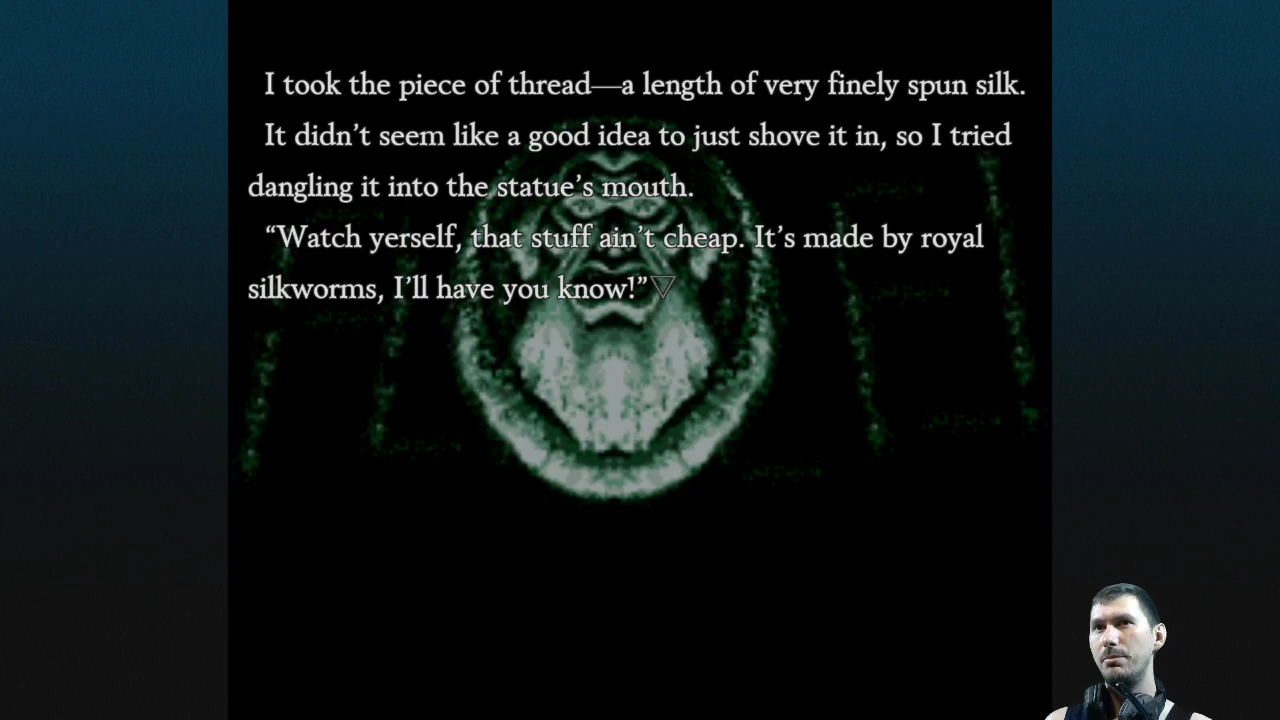 I took the piece of thread—a length of very finely spun silk.
It didn’t seem like a good idea to just shove it in, so I tried
dangling it into the statue’s mouth.
“Watch yerself, that stuff ain’t cheap. It’s made by royal
silkworms, I’ll have you know!”